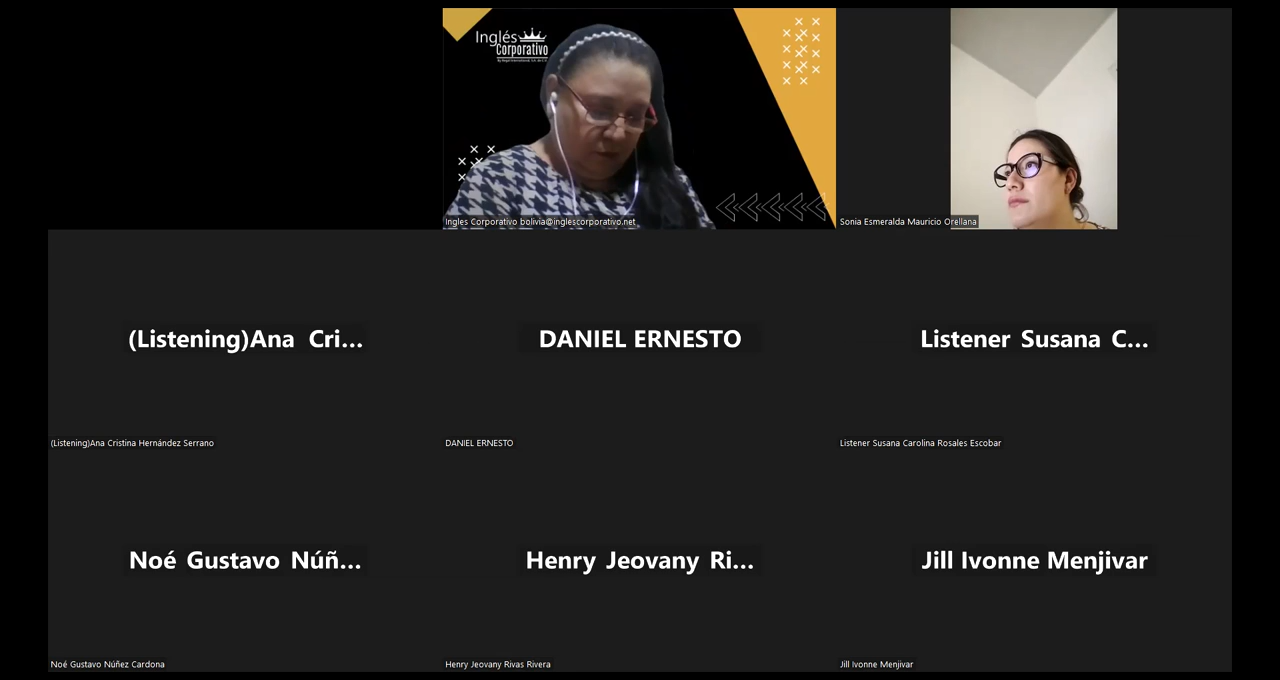 Inglés
Corporativo
Ingles Corporativo bolivia@inglescorporativo.net
Sonia Esmeralda Mauricio Orellana
(Listening)Ana Cri...
DANIEL ERNESTO
Listener Susana C...
(Listening)Ana Cristina Hernández Serrano
DANIEL ERNESTO
Listener Susana Carolina Rosales Escobar
Noé Gustavo Núñ...
Henry Jeovany Ri...
Jill Ivonne Menjivar
Noé Gustavo Núñez Cardona
Henry Jeovany Rivas Rivera
Jill Ivonne Menjivar